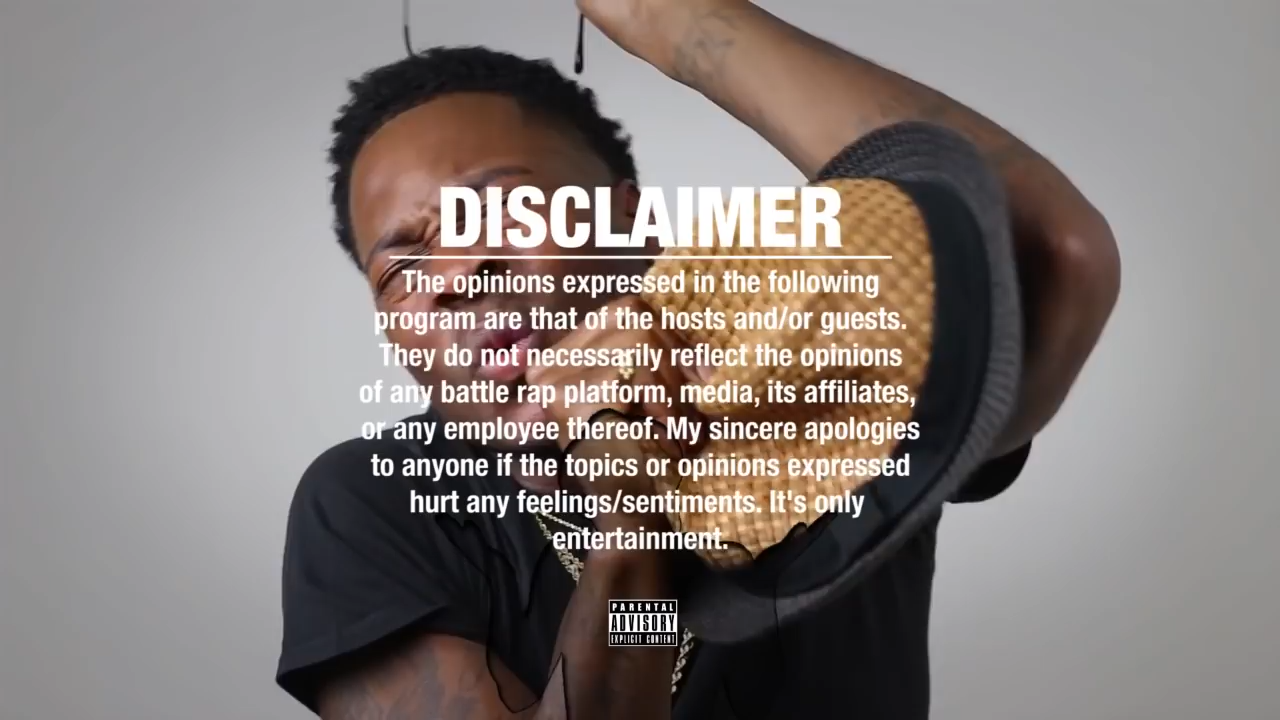 DISCLAIMER
The opinions expressed in the following
program are that of the hosts and/or guests.
They do not necessarily reflect the opinions
of any battle rap platform, media, its affiliates,
or any employee thereof. My sincere apologies
to anyone if the topics or opinions expressed
hurt any feelings/sentiments. It's only
entertainment.
PARENTAL
ADVISORY
EXPLICIT CONTENT